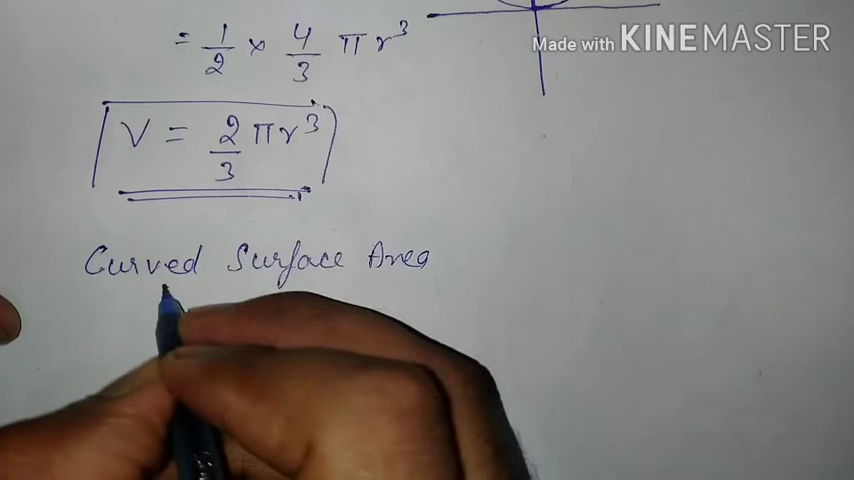 = 1/2 × 4/3 πr³
Made with KINEMASTER
V = 2/3 πr³
Curved Surface Area